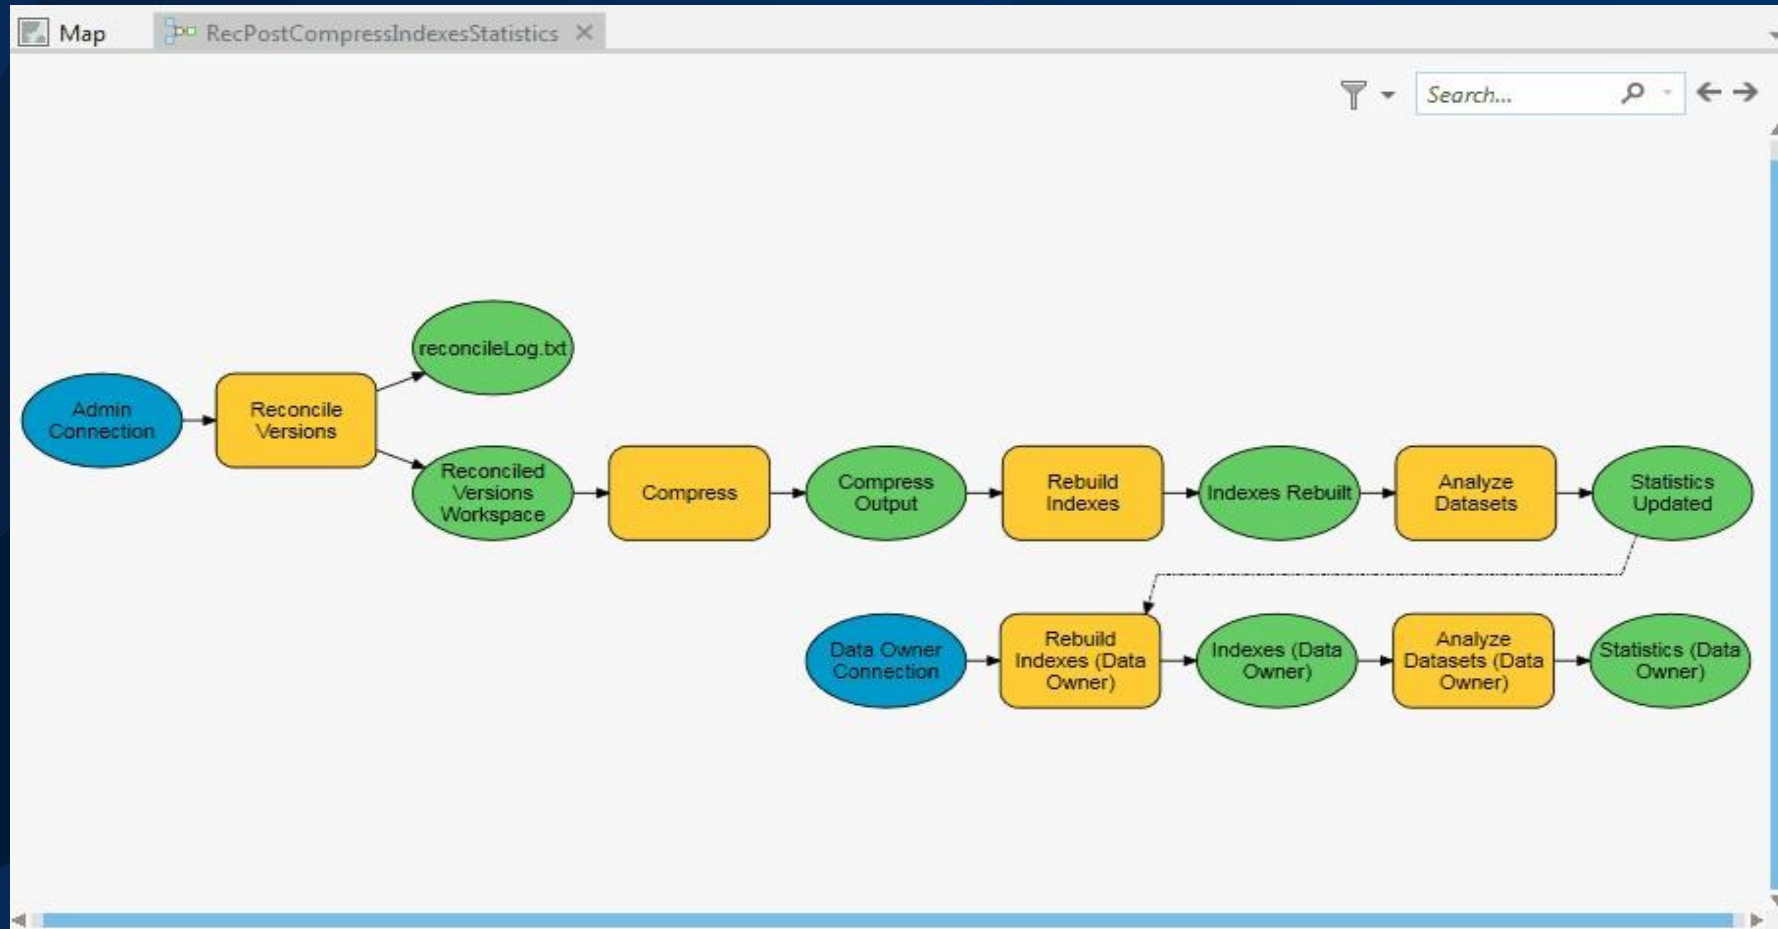 Map
RecPostCompressIndexesStatistics
Search...
reconcileLog.txt
Admin
Connection
Reconcile
Versions
Reconciled
Versions
Workspace
Compress
Compress
Output
Rebuild
Indexes
Indexes Rebuilt
Analyze
Datasets
Statistics
Updated
Data Owner
Connection
Rebuild
Indexes (Data
Owner)
Indexes (Data
Owner)
Analyze
Datasets (Data
Owner)
Statistics (Data
Owner)